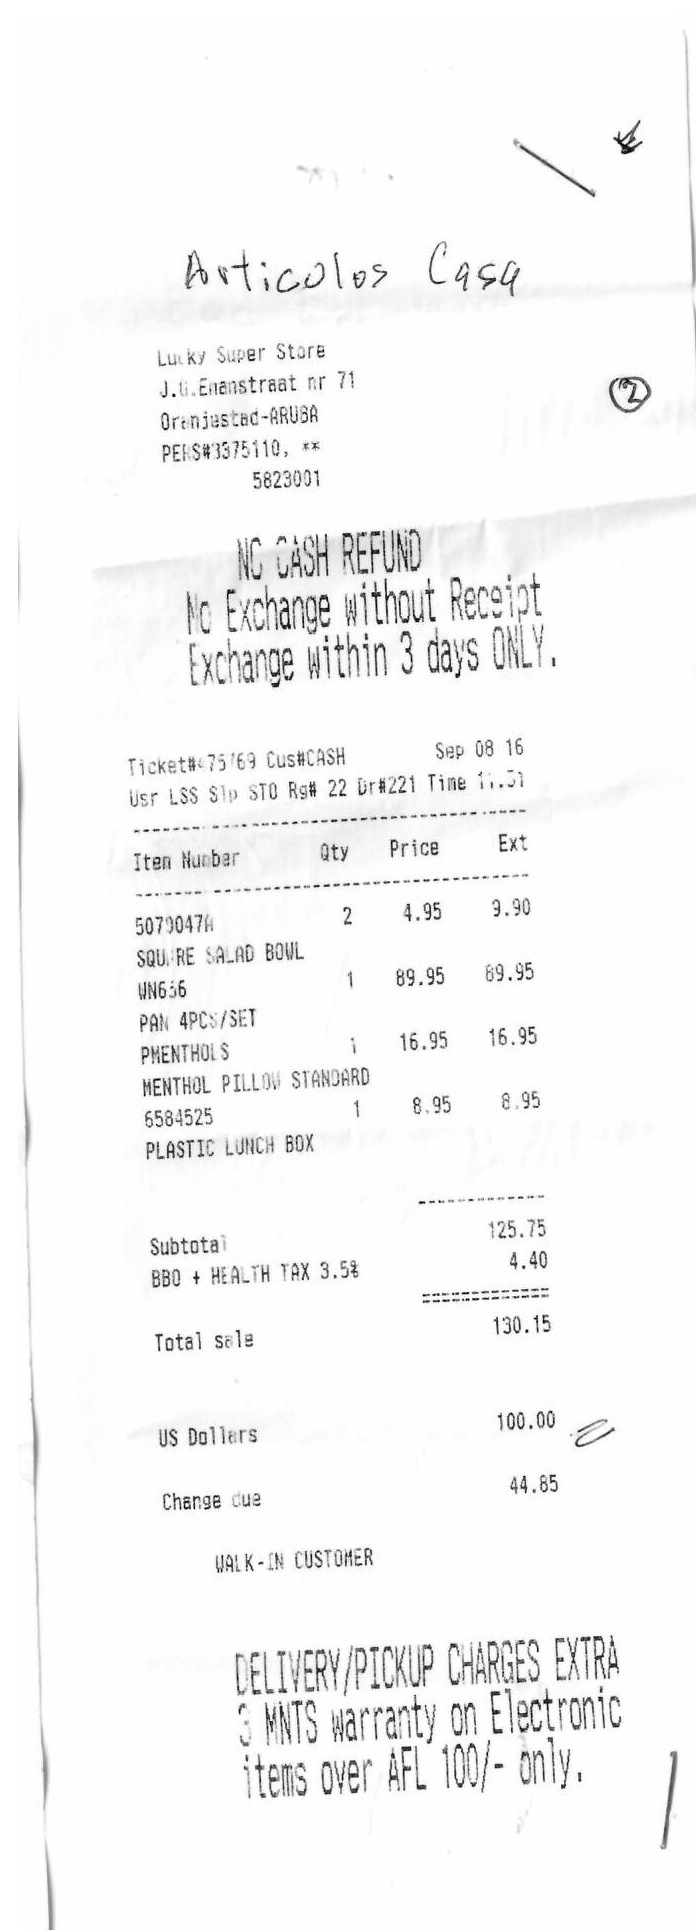 Articolos Casa
Lucky Super Store
J.G.Emanstraat nr 71
Oranjestad-ARUBA
2
PERS#3375110, **
5823001
NO CASH REFUND
No Exchange without Receipt
Exchange within 3 days ONLY.
Cus#CASH Sep 08 16
Usr LSS Slp STO Rg# 22 Dr#221 Time
Item Number Qty Price Ext
5079047A 2 4.95 9.90
SQUARE SALAD BOWL
1 89.95 89.95
PAN 4PCS/SET
PMENTHOLS 1 16.95 16.95
MENTHOL PILLOW STANDARD
6584525 1 8.95 8.95
PLASTIC LUNCH BOX
Subtotal 125.75
BBO + HEALTH TAX 3.5% 4.40
=============
Total sale 130.15
US Dollars 100.00
Change due 44.85
WALK-IN CUSTOMER
DELIVERY/PICKUP CHARGES EXTRA
3 MNTS warranty on Electronic
items over AFL 100/- only.